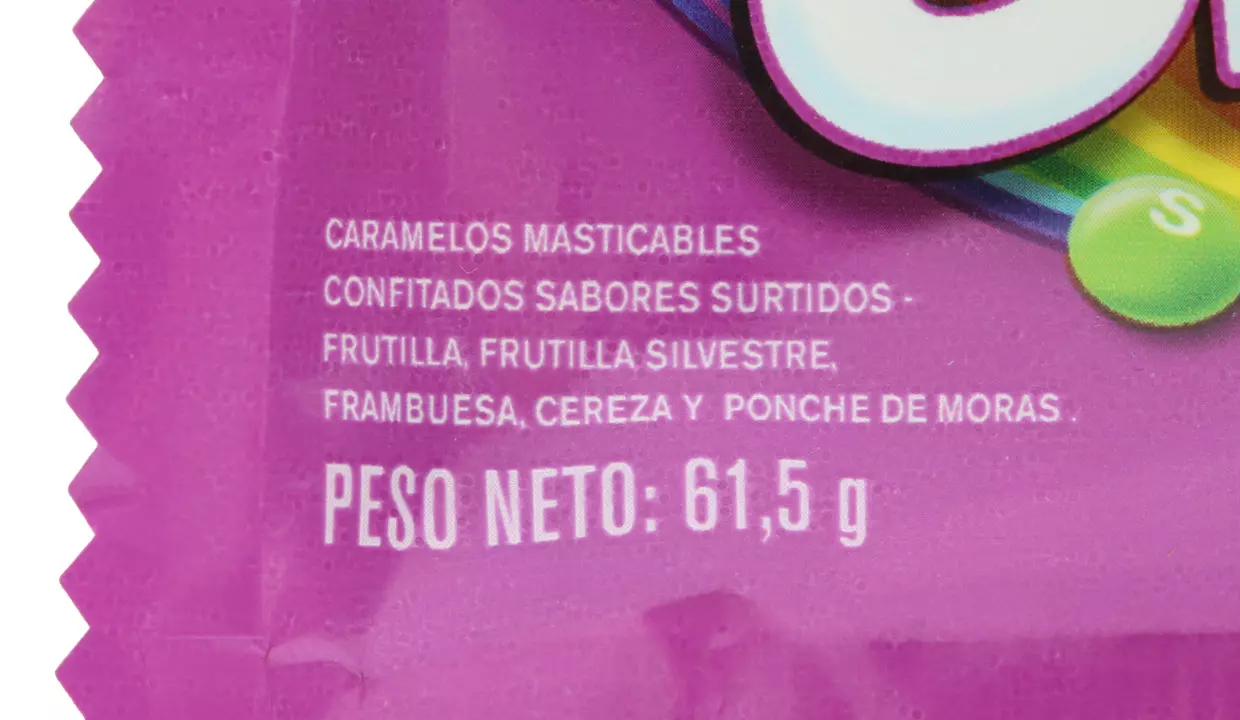 S
CARAMELOS MASTICABLES
CONFITADOS SABORES SURTIDOS -
FRUTILLA, FRUTILLA SILVESTRE,
FRAMBUESA, CEREZA Y PONCHE DE MORAS .
PESO NETO: 61,5 g